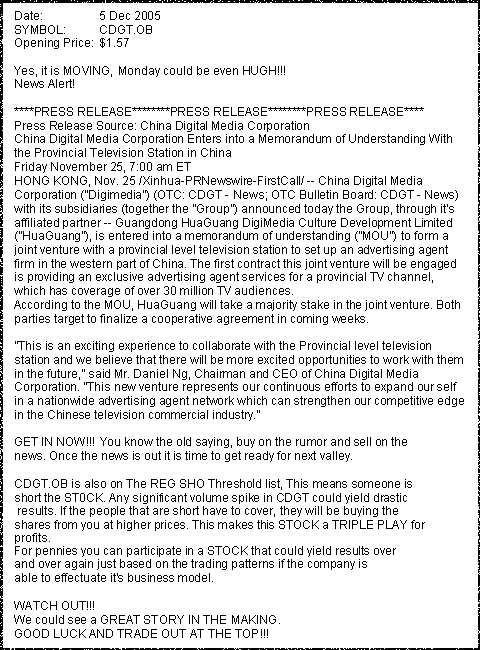 Date: 5 Dec 2005
SYMBOL: CDGT.OB
Opening Price: $1.57
Yes, it is MOVING, Monday could be even HUGH!!!
News Alert!
****PRESS RELEASE********PRESS RELEASE********PRESS RELEASE****
Press Release Source: China Digital Media Corporation
China Digital Media Corporation Enters into a Memorandum of Understanding With
the Provincial Television Station in China
Friday November 25, 7:00 am ET
HONG KONG, Nov. 25 /Xinhua-PRNewswire-FirstCall/ -- China Digital Media
Corporation ("Digimedia") (OTC: CDGT - News; OTC Bulletin Board: CDGT - News)
with its subsidiaries (together the "Group") announced today the Group, through it's
affiliated partner -- Guangdong HuaGuang DigiMedia Culture Development Limited
("HuaGuang"), is entered into a memorandum of understanding ("MOU") to form a
joint venture with a provincial level television station to set up an advertising agent
firm in the western part of China. The first contract this joint venture will be engaged
is providing an exclusive advertising agent services for a provincial TV channel,
which has coverage of over 30 million TV audiences.
According to the MOU, HuaGuang will take a majority stake in the joint venture. Both
parties target to finalize a cooperative agreement in coming weeks.
"This is an exciting experience to collaborate with the Provincial level television
station and we believe that there will be more excited opportunities to work with them
in the future," said Mr. Daniel Ng, Chairman and CEO of China Digital Media
Corporation. "This new venture represents our continuous efforts to expand our self
in a nationwide advertising agent network which can strengthen our competitive edge
in the Chinese television commercial industry."
GET IN NOW!!! You know the old saying, buy on the rumor and sell on the
news. Once the news is out it is time to get ready for next valley.
CDGT.OB is also on The REG SHO Threshold list, This means someone is
short the ST0CK. Any significant volume spike in CDGT could yield drastic
results. If the people that are short have to cover, they will be buying the
shares from you at higher prices. This makes this STOCK a TRIPLE PLAY for
profits.
For pennies you can participate in a STOCK that could yield results over
and over again just based on the trading patterns if the company is
able to effectuate it's business model.
WATCH OUT!!!
We could see a GREAT STORY IN THE MAKING.
GOOD LUCK AND TRADE OUT AT THE TOP!!!